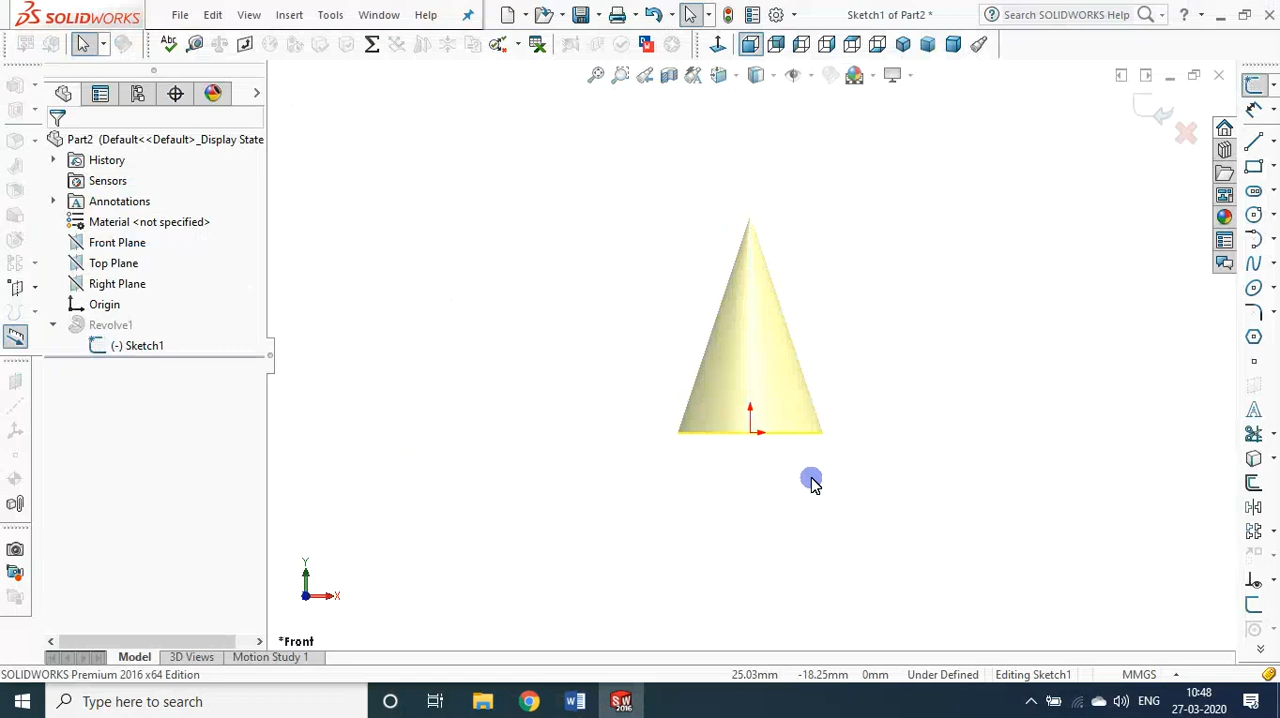 SOLIDWORKS
File Edit View Insert Tools Window Help
Sketch1 of Part2 *
Search SOLIDWORKS Help
Part2 (Default<<Default>_Display State
History
Sensors
Annotations
Material <not specified>
Front Plane
Top Plane
Right Plane
Origin
Revolve1
(-) Sketch1
Y
X
*Front
Model 3D Views Motion Study 1
SOLIDWORKS Premium 2016 x64 Edition
25.03mm -18.25mm 0mm Under Defined Editing Sketch1 MMGS
Type here to search
SW
2016
ENG
10:48
27-03-2020